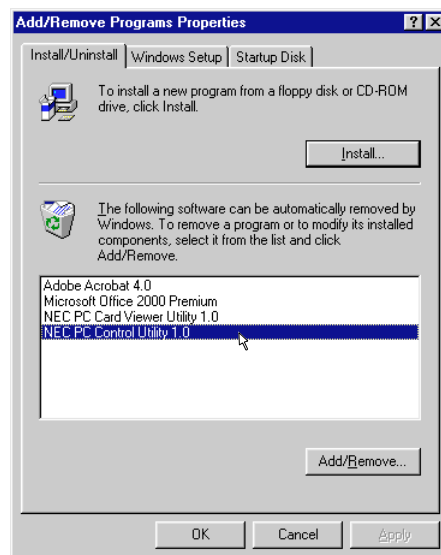 Add/Remove Programs Properties
Install/Uninstall
Windows Setup
Startup Disk
To install a new program from a floppy disk or CD-ROM
drive, click Install.
Install...
The following software can be automatically removed by
Windows. To remove a program or to modify its installed
components, select it from the list and click
Add/Remove.
Adobe Acrobat 4.0
Microsoft Office 2000 Premium
NEC PC Card Viewer Utility 1.0
NEC PC Control Utility 1.0
Add/Remove...
OK
Cancel
Apply